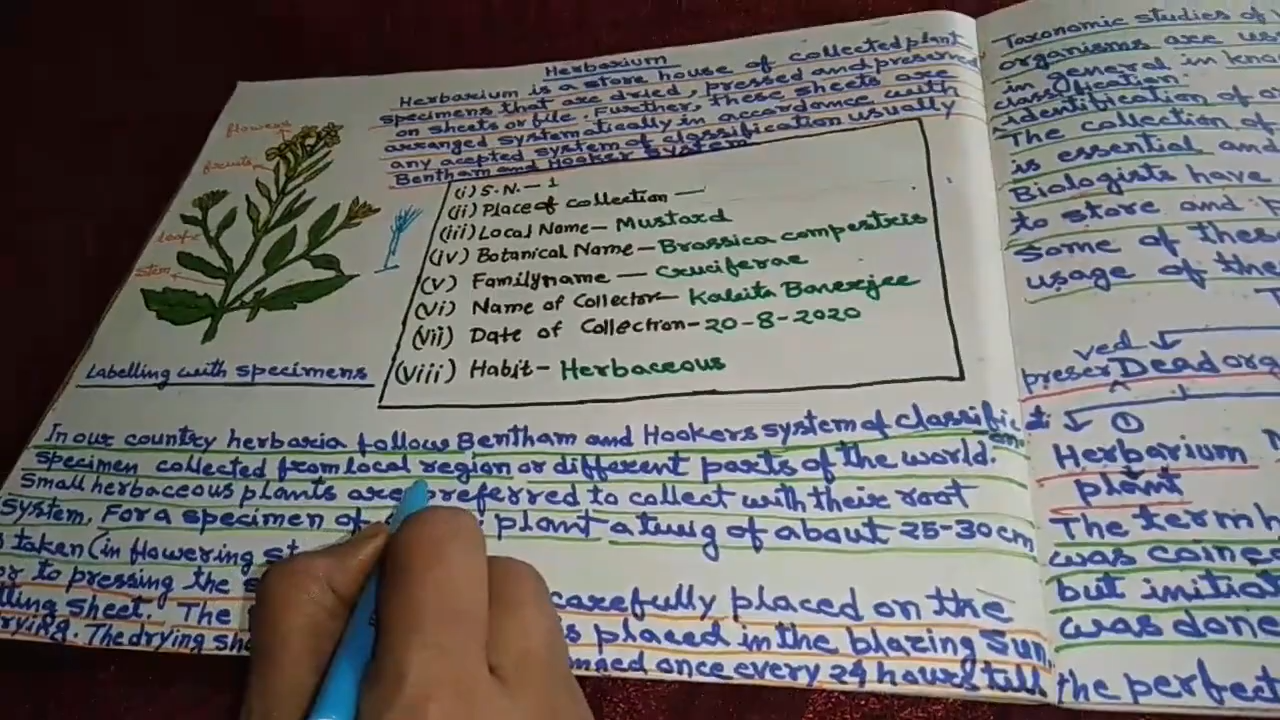 Herbarium
Herbarium is a store house of collected plant
specimens that are dried, pressed and preserved
on sheets or file. Further, these sheets are
arranged systematically in accordance with
any acepted system of classification usually
Bentham and Hooker System
flowers
fruits
leafe
stem
Labelling with specimens
(i) S.N.- 1
(ii) Place of collection —
(iii) Local Name- Mustard
(iv) Botanical Name- Brassica compestris
(v) Family name — Cruciferae
(vi) Name of Collector- Kabita Banerjee
(vii) Date of Collection- 20-8-2020
(viii) Habit- Herbaceous
In our country herbaria follow Bentham and Hookers system of classific
specimen collected from local region or different parts of the world.
Small herbaceous plants are preferred to collect with their root
system. For a specimen of plant a twig of about 25-30 cm
taken (in flowering
or to pressing the
carefully placed on the
sheet. The
s placed in the blazing sun.
The drying
once every 24 hours till
Taxonomic studies of
organisms are
in general in
classification.
identification of
The collection of
is essential and
Biologists have
to store and
Some of these
usage of the
preserved Dead org
①
Herbarium
plant
The term h
was coine
but initiat
was done
the perfect